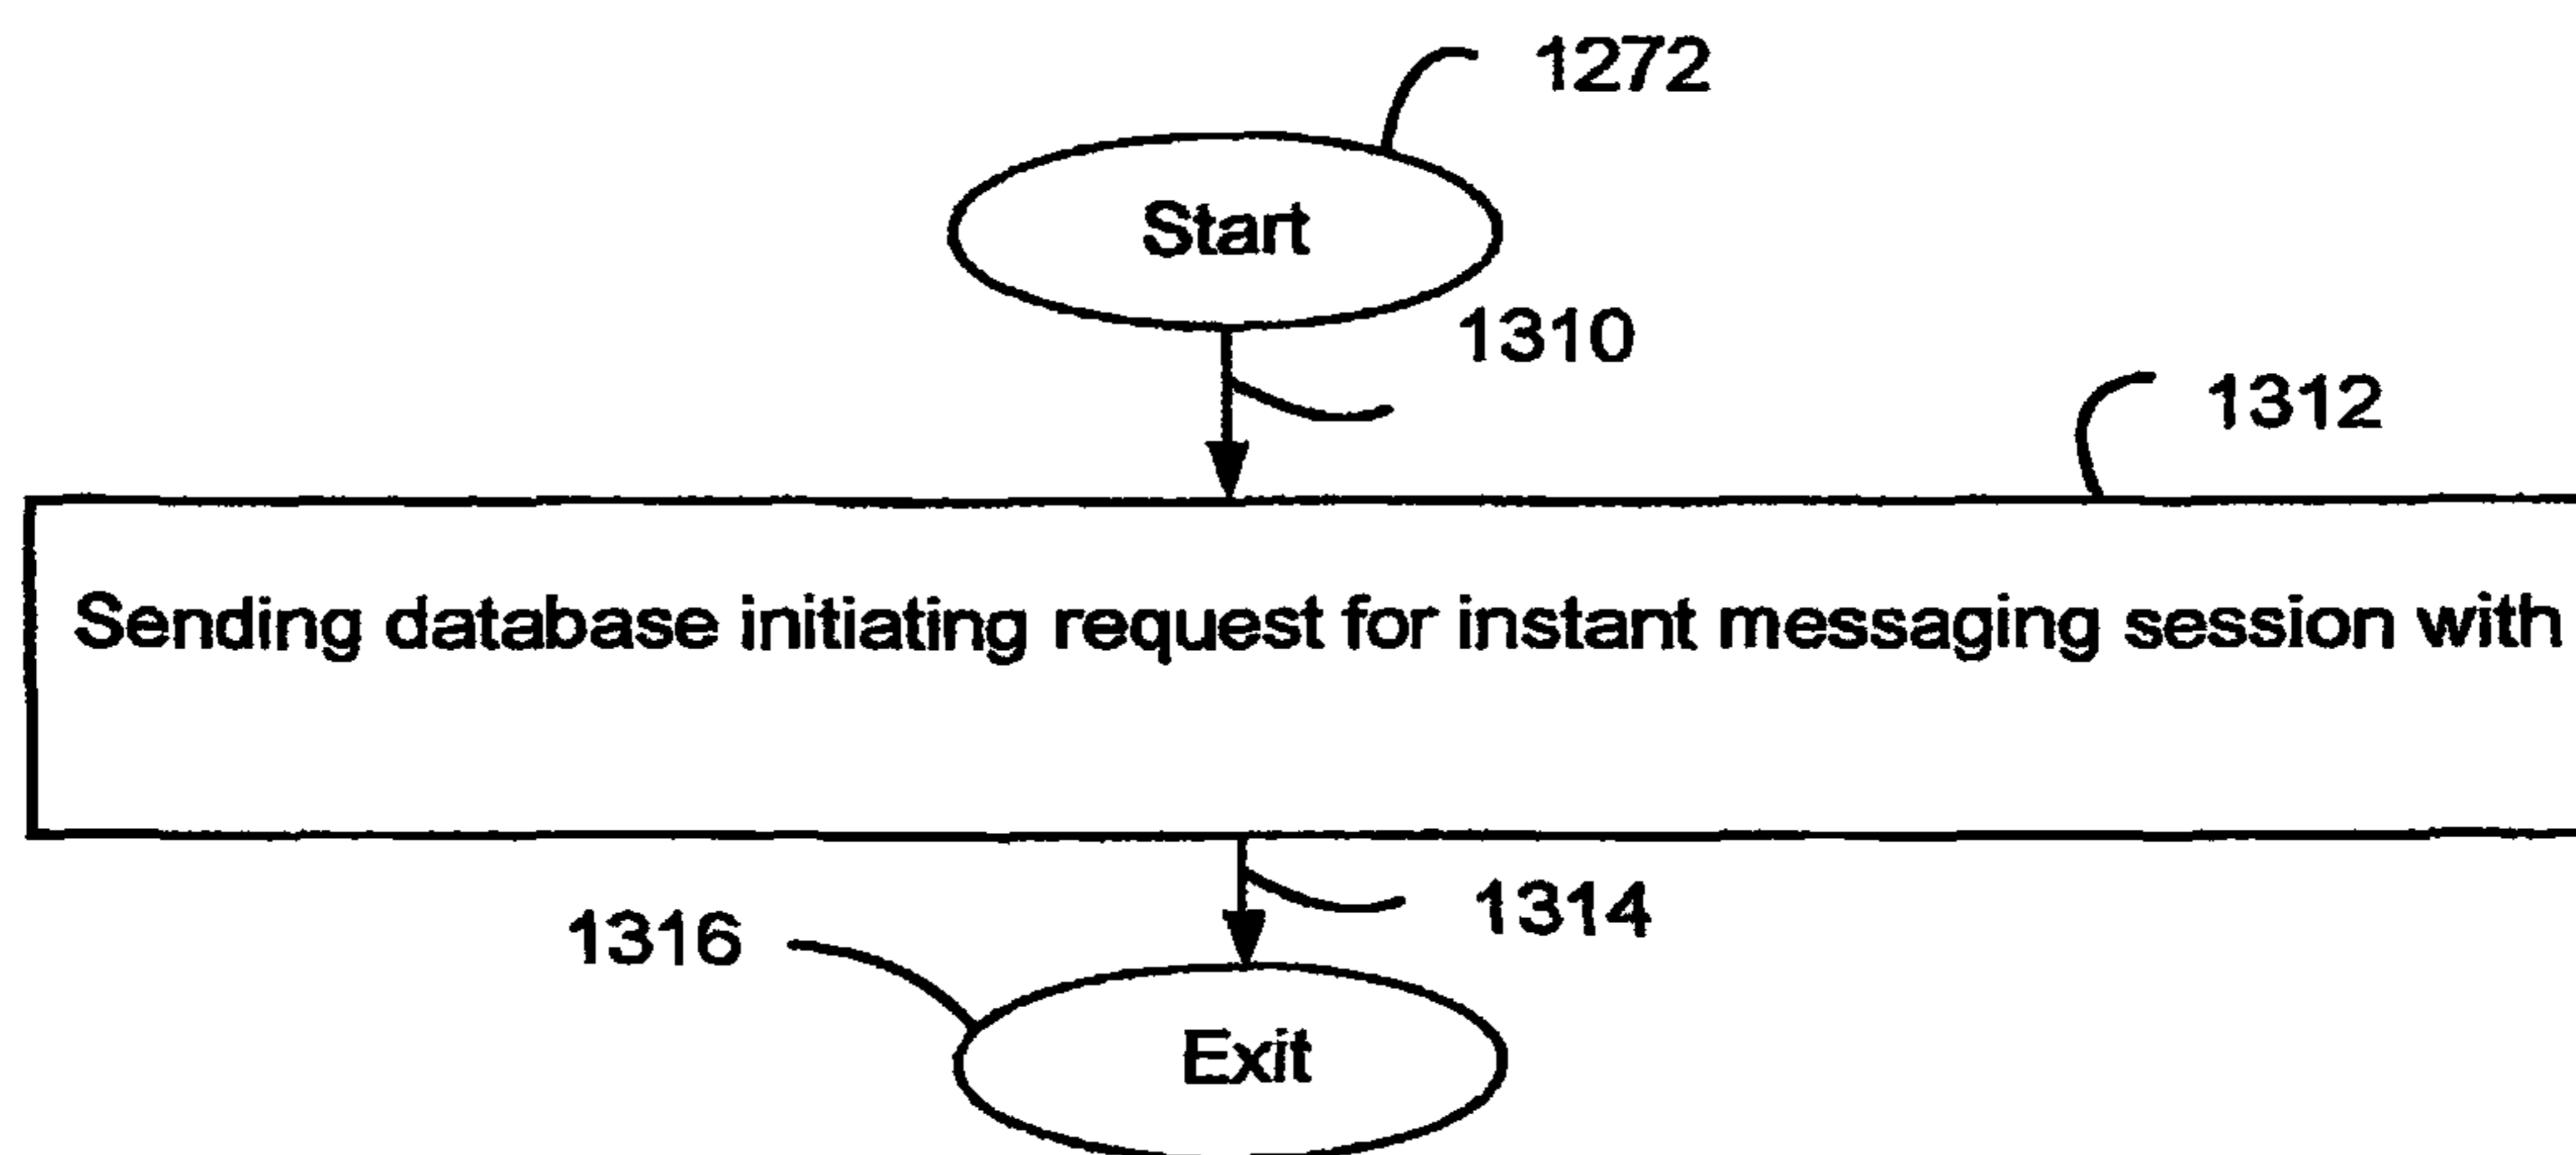 1272
Start
1310
1312
Sending database initiating request for instant messaging session with
1314
1316
Exit